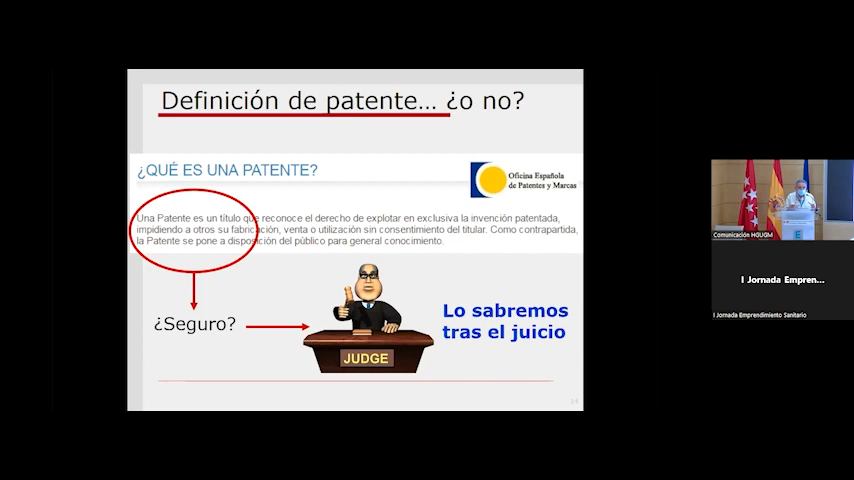 Definición de patente... ¿o no?
¿QUÉ ES UNA PATENTE?
Oficina Española
de Patentes y Marcas
Una Patente es un título que reconoce el derecho de explotar en exclusiva la invención patentada,
impidiendo a otros su fabricación, venta o utilización sin consentimiento del titular. Como contrapartida,
la Patente se pone a disposición del público para general conocimiento.
¿Seguro?
JUDGE
Lo sabremos
tras el juicio
Comunicación HGUGM
I Jornada Empren...
I Jornada Emprendimiento Sanitario